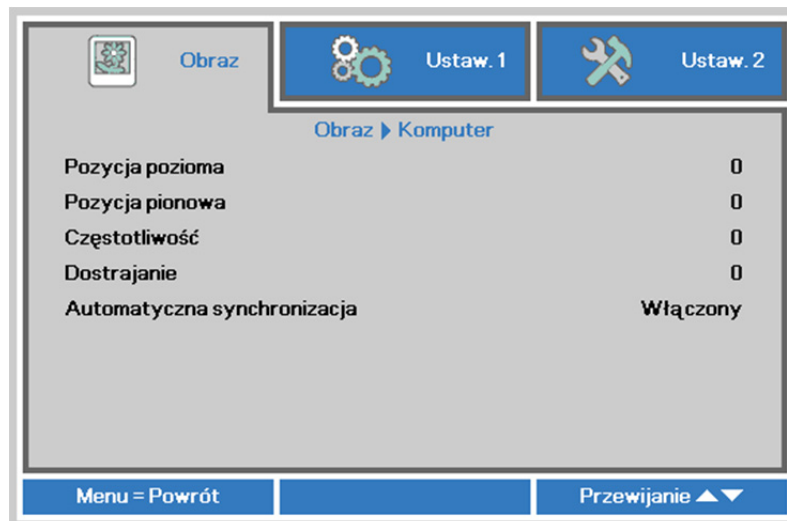 Obraz
Ustaw. 1
Ustaw. 2
Obraz ▶ Komputer
Pozycja pozioma 0
Pozycja pionowa 0
Częstotliwość 0
Dostrajanie 0
Automatyczna synchronizacja Włączony
Menu = Powrót
Przewijanie ▲▼